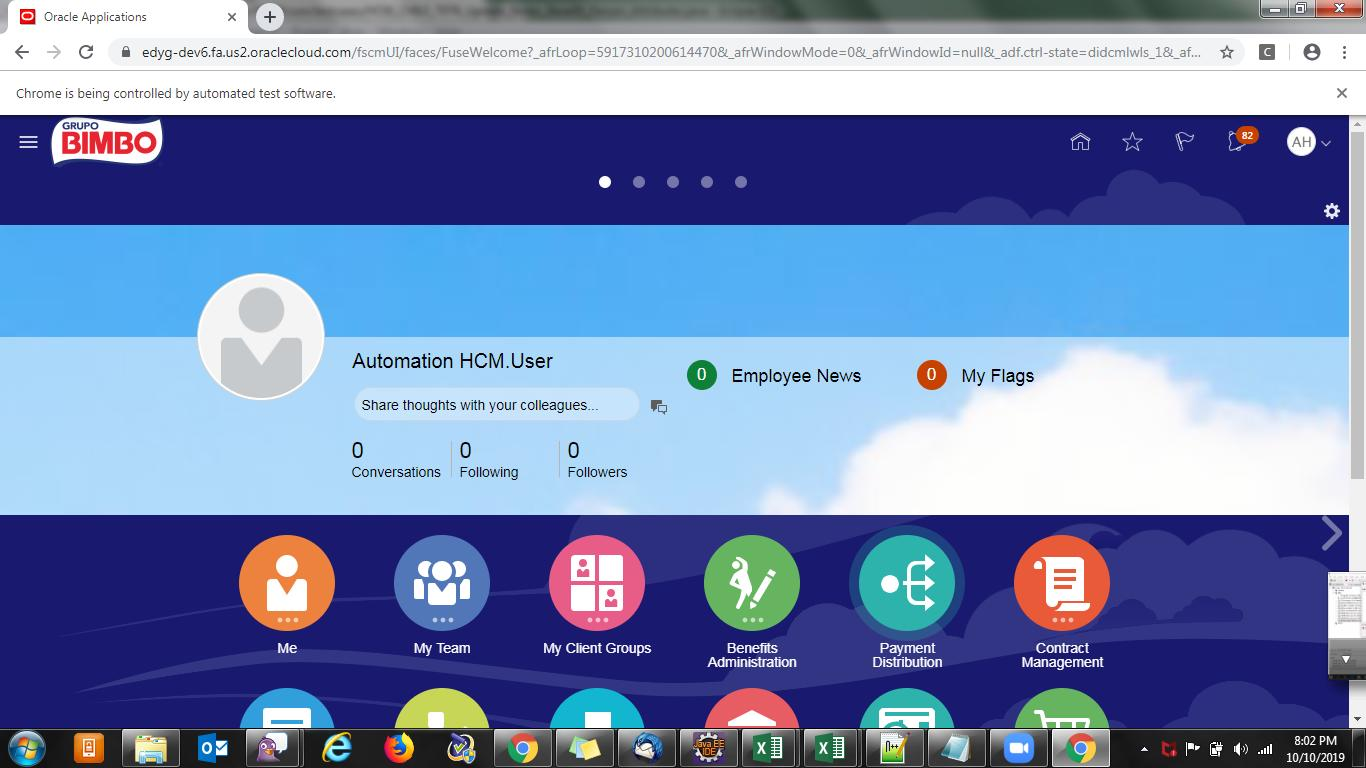 Oracle Applications
edyg-dev6.fa.us2.oraclecloud.com/fscmUI/faces/FuseWelcome?_afrLoop=5917310200614470&_afrWindowMode=0&_afrWindowId=null&_adf.ctrl-state=didcmlwls_1&_af...
C
Chrome is being controlled by automated test software.
GRUPO
BIMBO
82
AH
Automation HCM.User
0 Employee News
0 My Flags
Share thoughts with your colleagues...
0 0 0
Conversations Following Followers
Me
My Team
My Client Groups
Benefits
Administration
Payment
Distribution
Contract
Management
Java EE
IDE
8:02 PM
10/10/2019